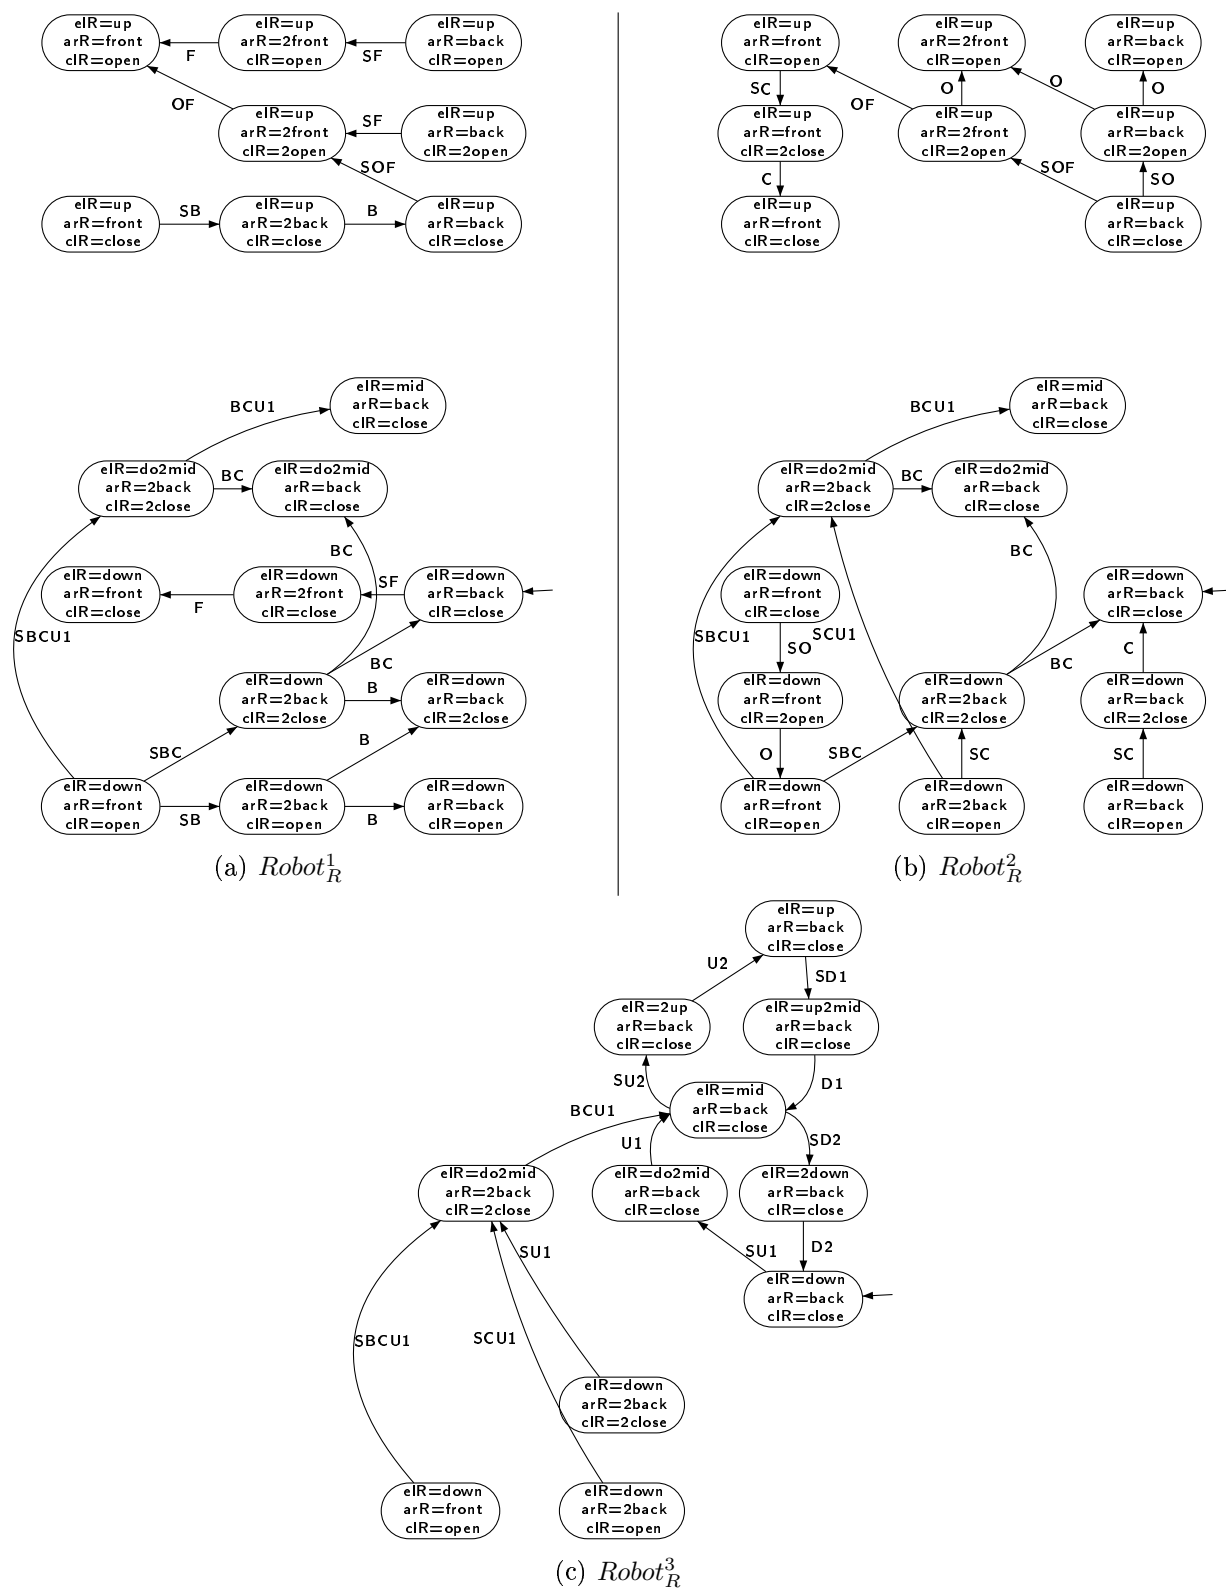 elR=up
arR=front
clR=open
F
elR=up
arR=2front
clR=open
SF
elR=up
arR=back
clR=open
OF
elR=up
arR=2front
clR=2open
SF
elR=up
arR=back
clR=2open
SOF
elR=up
arR=front
clR=close
SB
elR=up
arR=2back
clR=close
B
elR=up
arR=back
clR=close
elR=mid
arR=back
clR=close
BCU1
elR=do2mid
arR=2back
clR=2close
BC
elR=do2mid
arR=back
clR=close
BC
elR=down
arR=front
clR=close
F
elR=down
arR=2front
clR=close
SF
elR=down
arR=back
clR=close
SBCU1
BC
elR=down
arR=2back
clR=2close
B
elR=down
arR=back
clR=2close
SBC
B
elR=down
arR=front
clR=open
SB
elR=down
arR=2back
clR=open
B
elR=down
arR=back
clR=open
(a) Robot¹_R
elR=up
arR=front
clR=open
elR=up
arR=2front
clR=open
elR=up
arR=back
clR=open
SC
OF
O
O
O
elR=up
arR=front
clR=2close
elR=up
arR=2front
clR=2open
elR=up
arR=back
clR=2open
C
SOF
SO
elR=up
arR=front
clR=close
elR=up
arR=back
clR=close
elR=mid
arR=back
clR=close
BCU1
elR=do2mid
arR=2back
clR=2close
BC
elR=do2mid
arR=back
clR=close
BC
elR=down
arR=front
clR=close
elR=down
arR=back
clR=close
SBCU1
SO
SCU1
BC
C
elR=down
arR=front
clR=2open
elR=down
arR=2back
clR=2close
elR=down
arR=back
clR=2close
O
SBC
SC
SC
elR=down
arR=front
clR=open
elR=down
arR=2back
clR=open
elR=down
arR=back
clR=open
(b) Robot²_R
elR=up
arR=back
clR=close
U2
SD1
elR=2up
arR=back
clR=close
elR=up2mid
arR=back
clR=close
SU2
D1
elR=mid
arR=back
clR=close
BCU1
U1
SD2
elR=do2mid
arR=2back
clR=2close
elR=do2mid
arR=back
clR=close
elR=2down
arR=back
clR=close
SU1
SU1
D2
elR=down
arR=back
clR=close
SBCU1
SCU1
elR=down
arR=2back
clR=2close
elR=down
arR=front
clR=open
elR=down
arR=2back
clR=open
(c) Robot³_R